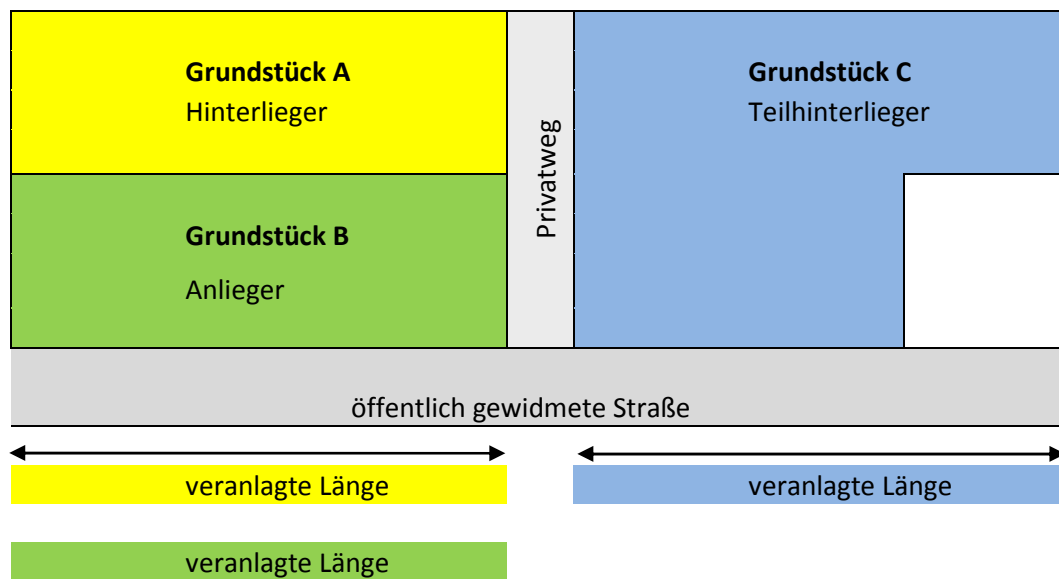 Grundstück A
Hinterlieger
Grundstück B
Anlieger
Privatweg
Grundstück C
Teilhinterlieger
öffentlich gewidmete Straße
veranlagte Länge
veranlagte Länge
veranlagte Länge